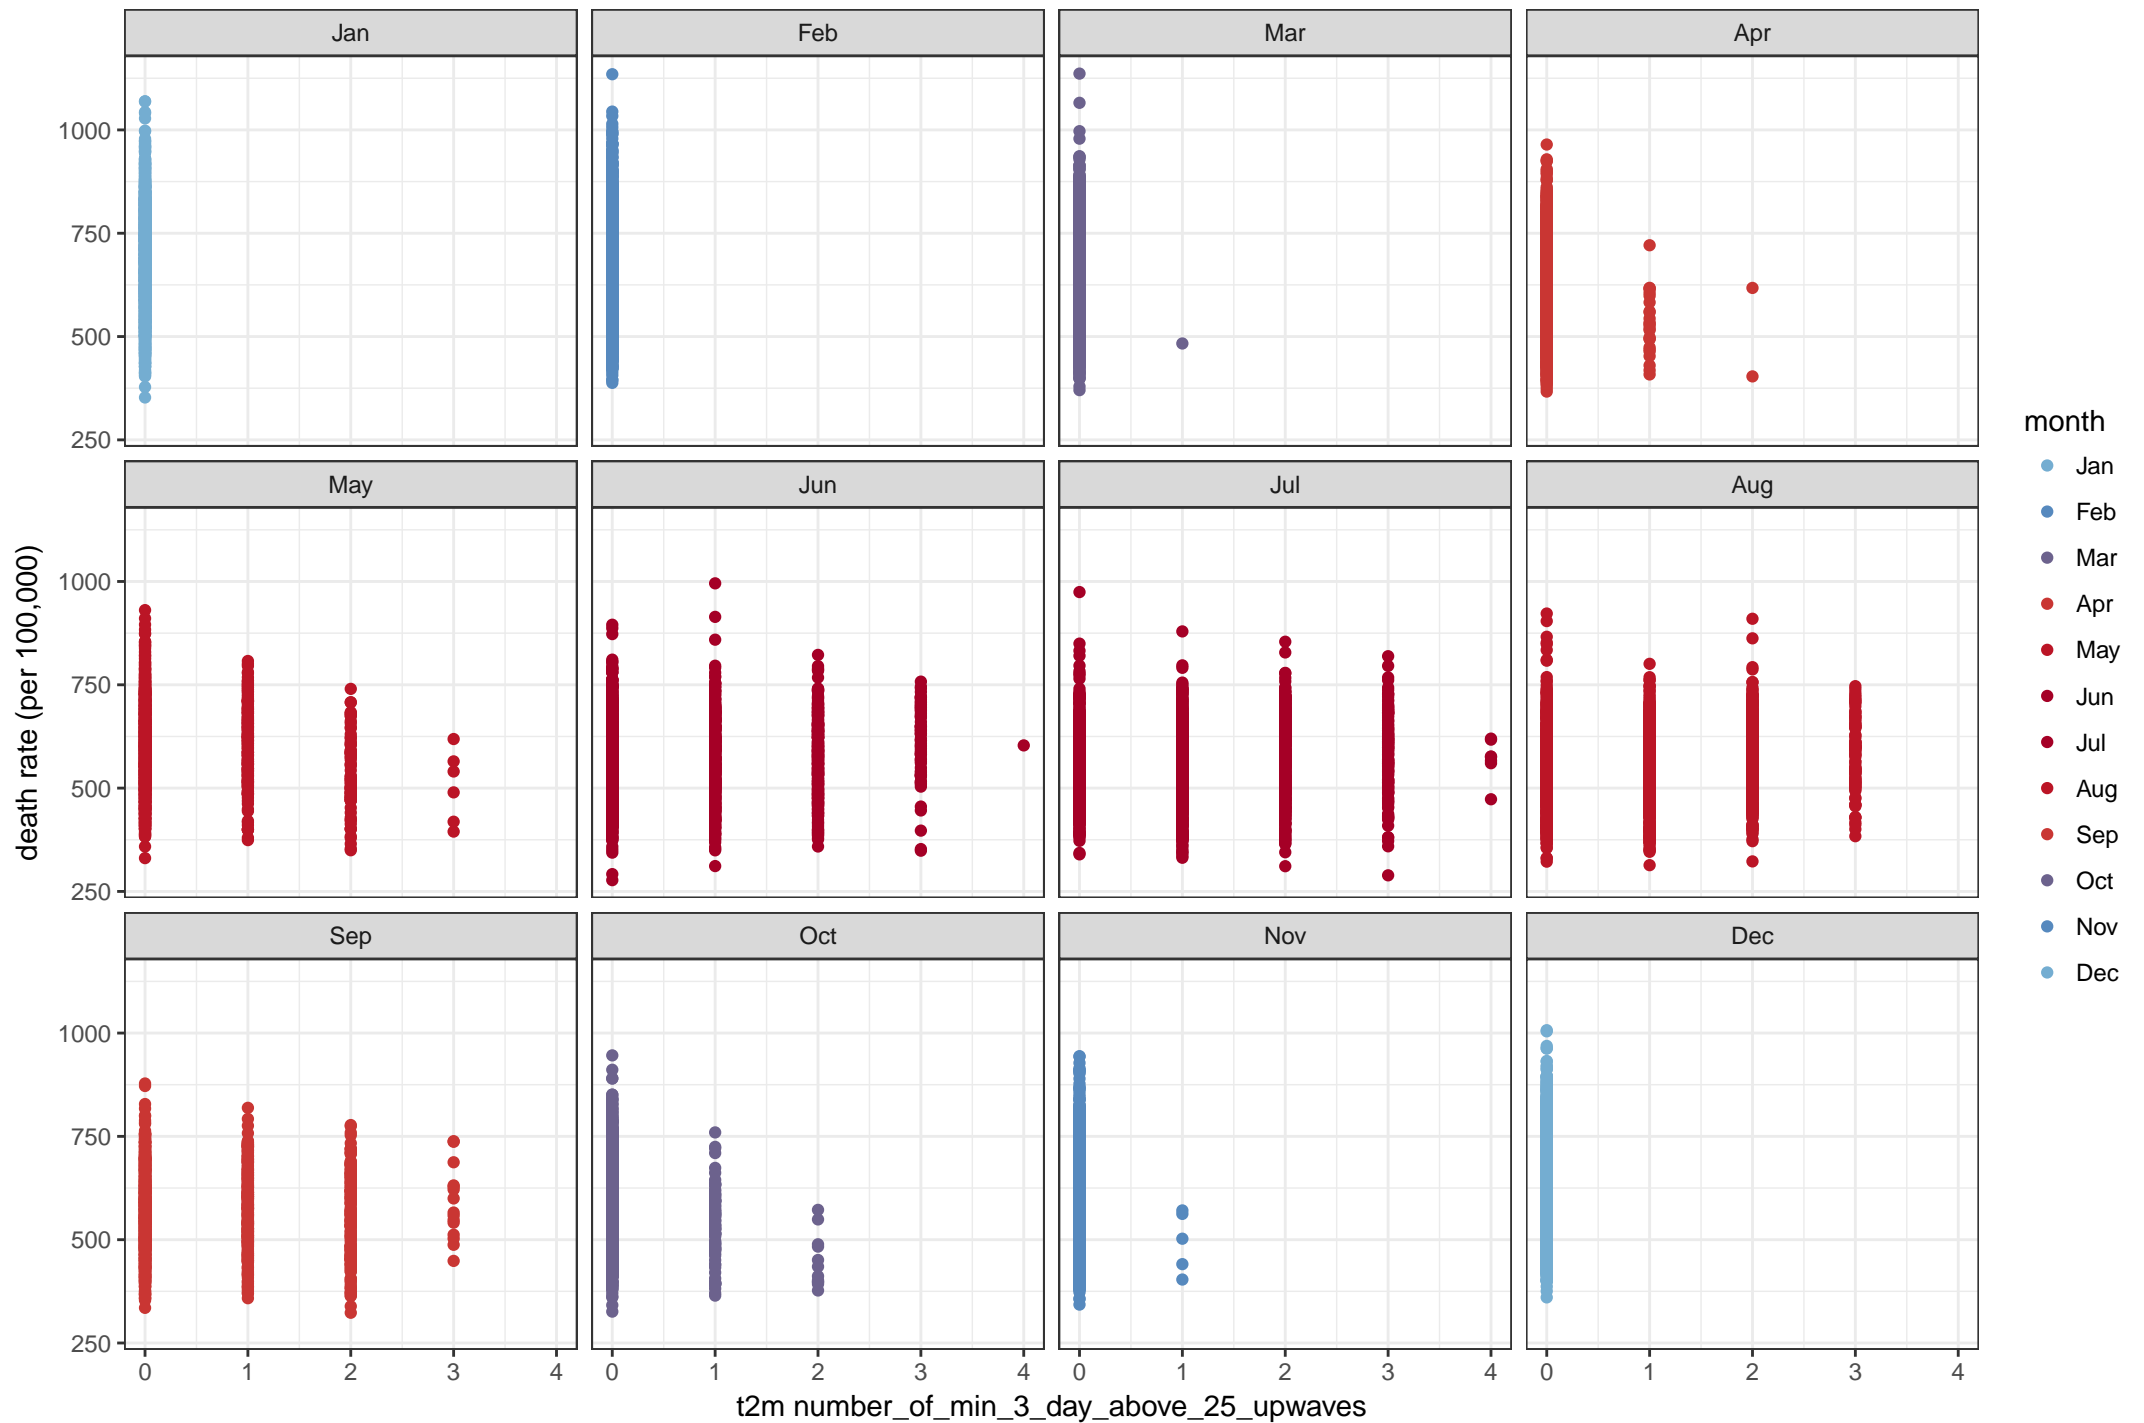 Jan Feb Mar Apr
1000
750
500
250
May Jun Jul Aug
1000
750
500
250
Sep Oct Nov Dec
1000
750
500
250
0 1 2 3 4 0 1 2 3 4 0 1 2 3 4 0 1 2 3 4
t2m number_of_min_3_day_above_25_upwaves
death rate (per 100,000)
month
Jan
Feb
Mar
Apr
May
Jun
Jul
Aug
Sep
Oct
Nov
Dec